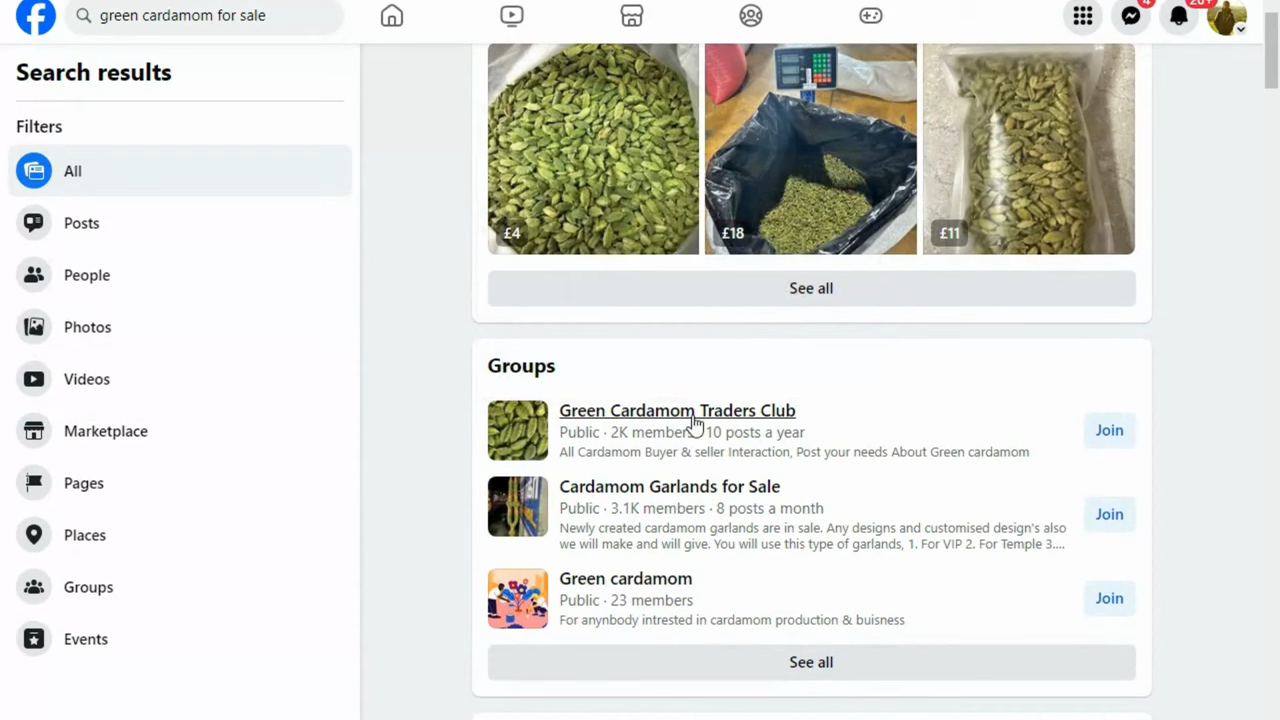 green cardamom for sale
4
20+
Search results
Filters
All
Posts
People
Photos
Videos
Marketplace
Pages
Places
Groups
Events
£4
£18
£11
See all
Groups
Green Cardamom Traders Club
Public · 2K members · 10 posts a year
All Cardamom Buyer & seller Interaction, Post your needs About Green cardamom
Join
Cardamom Garlands for Sale
Public · 3.1K members · 8 posts a month
Newly created cardamom garlands are in sale. Any designs and customised design's also
we will make and will give. You will use this type of garlands, 1. For VIP 2. For Temple 3....
Join
Green cardamom
Public · 23 members
For anynbody intrested in cardamom production & buisness
Join
See all